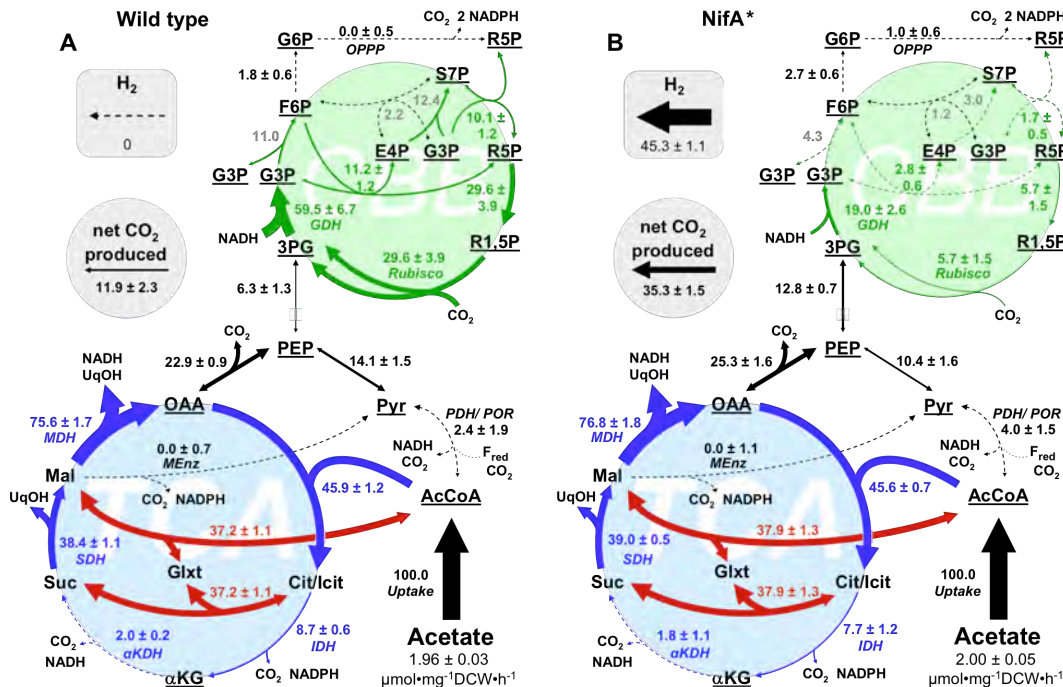 Wild type
A
H2
0
net CO2
produced
11.9 ± 2.3
G6P
0.0 ± 0.5
OPPP
CO2 2 NADPH
R5P
1.8 ± 0.6
S7P
F6P
12.4
2.2
11.0
10.1 ±
1.2
E4P
G3P
R5P
G3P
G3P
11.2 ±
1.2
29.6 ±
3.9
CBB
59.5 ± 6.7
GDH
NADH
R1,5P
3PG
29.6 ± 3.9
Rubisco
6.3 ± 1.3
CO2
CO2
PEP
22.9 ± 0.9
14.1 ± 1.5
NADH
UqOH
OAA
Pyr
75.6 ± 1.7
MDH
PDH/ POR
2.4 ± 1.9
0.0 ± 0.7
MEnz
NADH
CO2
Fred
CO2
Mal
CO2 NADPH
UqOH
45.9 ± 1.2
AcCoA
TCA
37.2 ± 1.1
38.4 ± 1.1
SDH
Glxt
Suc
Cit/Icit
37.2 ± 1.1
100.0
Uptake
2.0 ± 0.2
αKDH
CO2
NADH
8.7 ± 0.6
IDH
CO2 NADPH
αKG
Acetate
1.96 ± 0.03
µmol•mg-1DCW•h-1
NifA*
B
H2
45.3 ± 1.1
net CO2
produced
35.3 ± 1.5
G6P
1.0 ± 0.6
OPPP
CO2 2 NADPH
R5P
2.7 ± 0.6
S7P
F6P
3.0
1.2
4.3
1.7 ±
0.5
E4P
G3P
R5P
G3P
G3P
2.8 ±
0.6
5.7 ±
1.5
CBB
19.0 ± 2.6
GDH
NADH
R1,5P
3PG
5.7 ± 1.5
Rubisco
12.8 ± 0.7
CO2
CO2
PEP
25.3 ± 1.6
10.4 ± 1.6
NADH
UqOH
OAA
Pyr
76.8 ± 1.8
MDH
PDH/ POR
4.0 ± 1.5
0.0 ± 1.1
MEnz
NADH
CO2
Fred
CO2
Mal
CO2 NADPH
UqOH
45.6 ± 0.7
AcCoA
TCA
37.9 ± 1.3
39.0 ± 0.5
SDH
Glxt
Suc
Cit/Icit
37.9 ± 1.3
100.0
Uptake
1.8 ± 1.1
αKDH
CO2
NADH
7.7 ± 1.2
IDH
CO2 NADPH
αKG
Acetate
2.00 ± 0.05
µmol•mg-1DCW•h-1